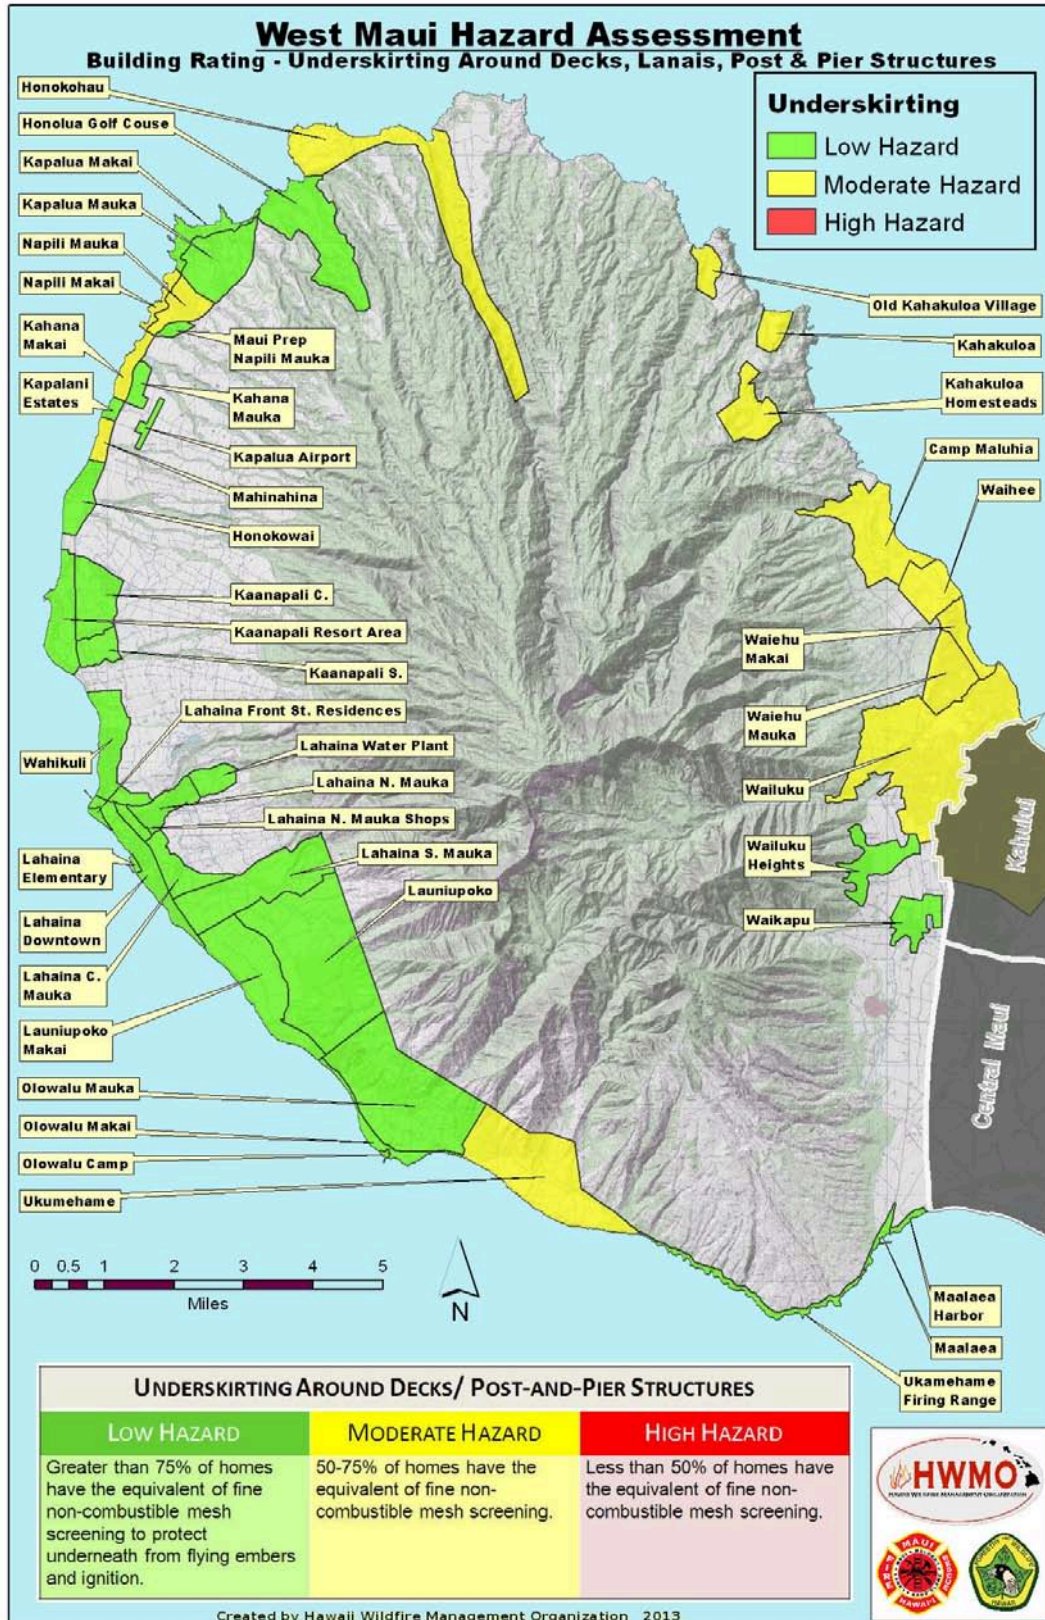 West Maui Hazard Assessment
Building Rating - Underskirting Around Decks, Lanais, Post & Pier Structures
Underskirting
Low Hazard
Moderate Hazard
High Hazard
Honokohau
Honolua Golf Couse
Kapalua Makai
Kapalua Mauka
Napili Mauka
Napili Makai
Kahana
Makai
Kapalani
Estates
Maui Prep
Napili Mauka
Kahana
Mauka
Kapalua Airport
Mahinahina
Honokowai
Kaanapali C.
Kaanapali Resort Area
Kaanapali S.
Lahaina Front St. Residences
Wahikuli
Lahaina Water Plant
Lahaina N. Mauka
Lahaina N. Mauka Shops
Lahaina S. Mauka
Launiupoko
Lahaina
Elementary
Lahaina
Downtown
Lahaina C.
Mauka
Launiupoko
Makai
Olowalu Mauka
Olowalu Makai
Olowalu Camp
Ukumehame
Old Kahakuloa Village
Kahakuloa
Kahakuloa
Homesteads
Camp Maluhia
Waihee
Waiehu
Makai
Waiehu
Mauka
Wailuku
Wailuku
Heights
Waikapu
Kahului
Central Maui
Maalaea
Harbor
Maalaea
Ukamehame
Firing Range
0 0.5 1 2 3 4 5
Miles
N
UNDERSKIRTING AROUND DECKS/ POST-AND-PIER STRUCTURES
LOW HAZARD
Greater than 75% of homes
have the equivalent of fine
non-combustible mesh
screening to protect
underneath from flying embers
and ignition.
MODERATE HAZARD
50-75% of homes have the
equivalent of fine non-
combustible mesh screening.
HIGH HAZARD
Less than 50% of homes have
the equivalent of fine non-
combustible mesh screening.
HWMO
HAWAII WILDFIRE MANAGEMENT ORGANIZATION
MAUI
FIRE
HAWAII
Created by Hawaii Wildfire Management Organization 2013